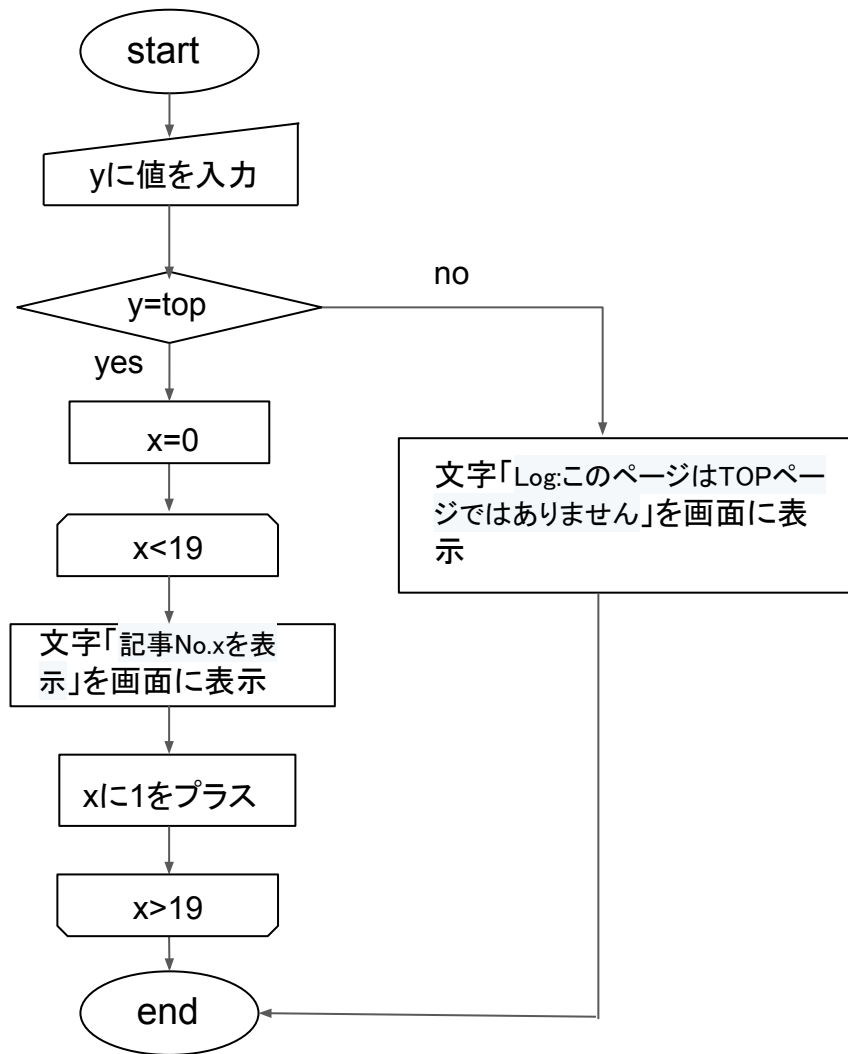 start
yに値を入力
y=top
no
yes
x=0
x<19
文字「記事No.xを表
示」を画面に表示
xに1をプラス
x>19
end
文字「Log:このページはTOPペー
ジではありません」を画面に表
示